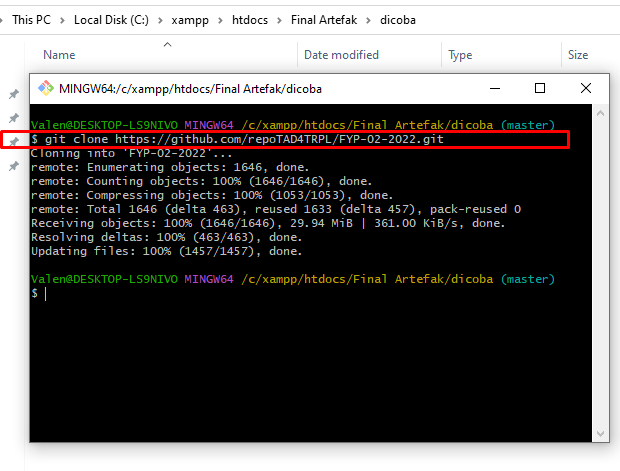 This PC > Local Disk (C:) > xampp > htdocs > Final Artefak > dicoba
Name Date modified Type Size
MINGW64:/c/xampp/htdocs/Final Artefak/dicoba
Valen@DESKTOP-LS9NIVO MINGW64 /c/xampp/htdocs/Final Artefak/dicoba (master)
$ git clone https://github.com/repoTAD4TRPL/FYP-02-2022.git
Cloning into 'FYP-02-2022'...
remote: Enumerating objects: 1646, done.
remote: Counting objects: 100% (1646/1646), done.
remote: Compressing objects: 100% (1053/1053), done.
remote: Total 1646 (delta 463), reused 1633 (delta 457), pack-reused 0
Receiving objects: 100% (1646/1646), 29.94 MiB | 361.00 KiB/s, done.
Resolving deltas: 100% (463/463), done.
Updating files: 100% (1457/1457), done.
Valen@DESKTOP-LS9NIVO MINGW64 /c/xampp/htdocs/Final Artefak/dicoba (master)
$